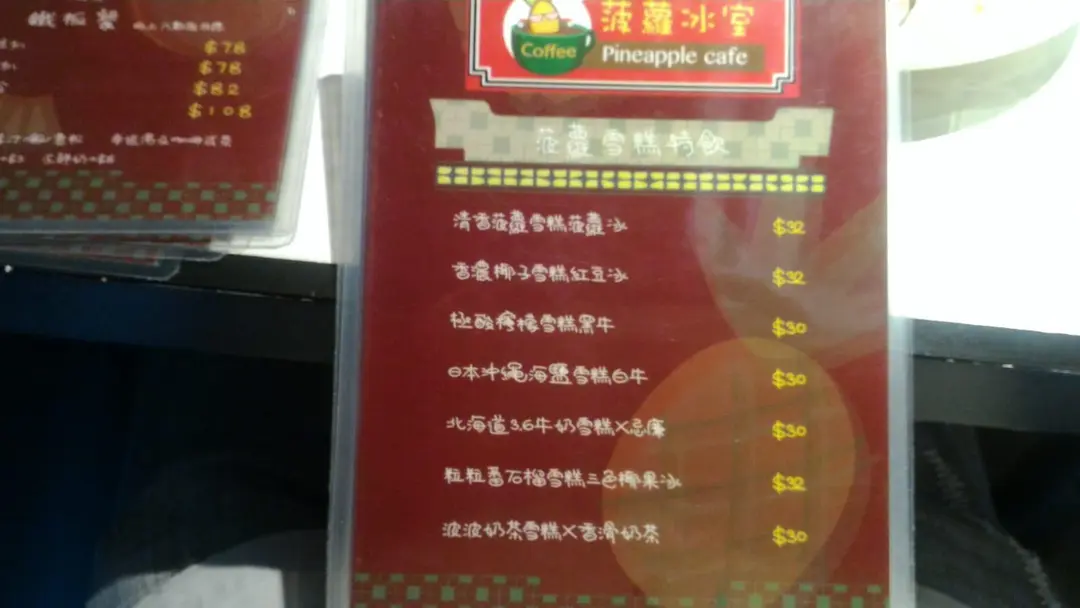 $78
$78
$82
$108
菠蘿冰室
Coffee
Pineapple cafe
菠蘿雪糕特飲
清香菠蘿雪糕菠蘿冰 $32
香濃椰子雪糕紅豆冰 $32
極酸檸檬雪糕黑牛 $30
日本沖繩海鹽雪糕白牛 $30
北海道3.6牛奶雪糕X忌廉 $30
粒粒番石榴雪糕三色椰果冰 $32
波波奶茶雪糕X香滑奶茶 $30